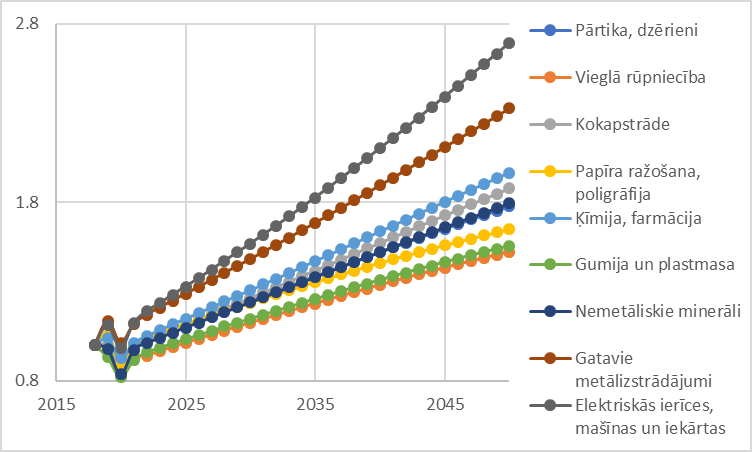 2.8
1.8
0.8
2015
2025
2035
2045
Pārtika, dzērieni
Vieglā rūpniecība
Kokapstrāde
Papīra ražošana,
poligrāfija
Ķīmija, farmācija
Gumija un plastmasa
Nemetāliskie minerāli
Gatavie
metālizstrādājumi
Elektriskās ierīces,
mašīnas un iekārtas